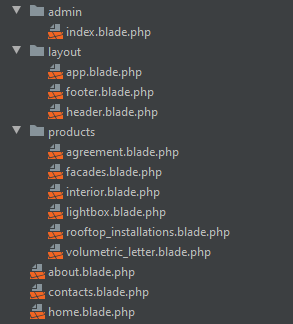 admin
index.blade.php
layout
app.blade.php
footer.blade.php
header.blade.php
products
agreement.blade.php
facades.blade.php
interior.blade.php
lightbox.blade.php
rooftop_installations.blade.php
volumetric_letter.blade.php
about.blade.php
contacts.blade.php
home.blade.php